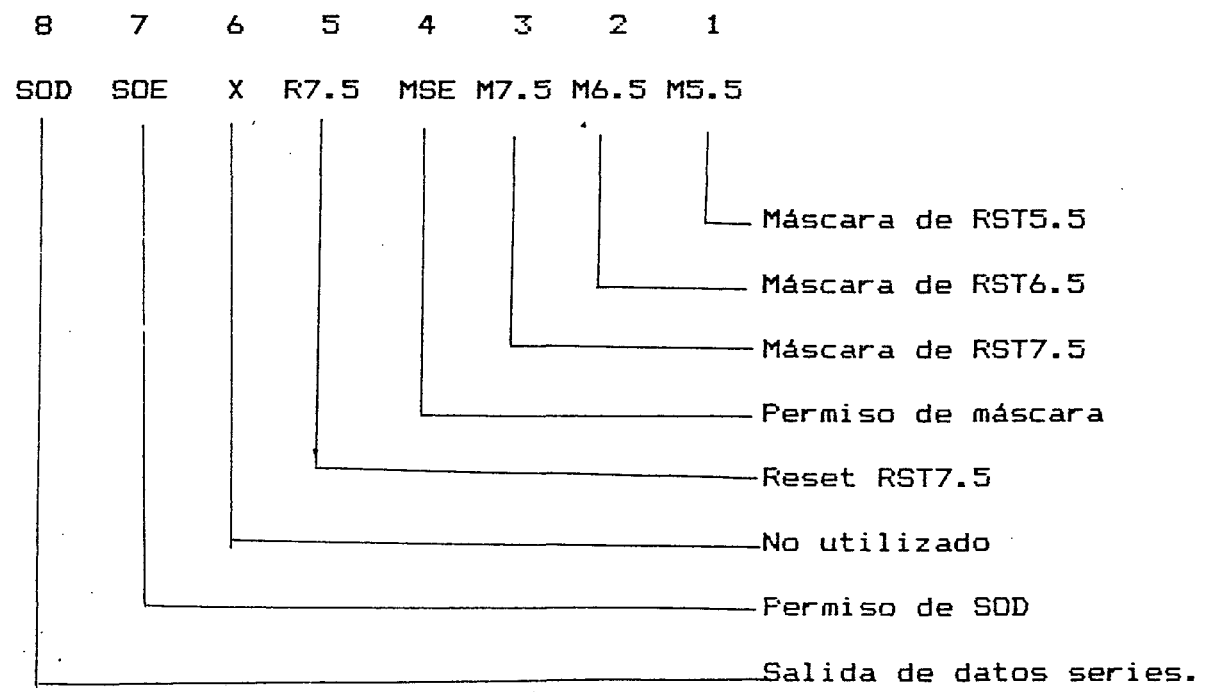 8 7 6 5 4 3 2 1
SOD SOE X R7.5 MSE M7.5 M6.5 M5.5
Máscara de RST5.5
Máscara de RST6.5
Máscara de RST7.5
Permiso de máscara
Reset RST7.5
No utilizado
Permiso de SOD
Salida de datos series.